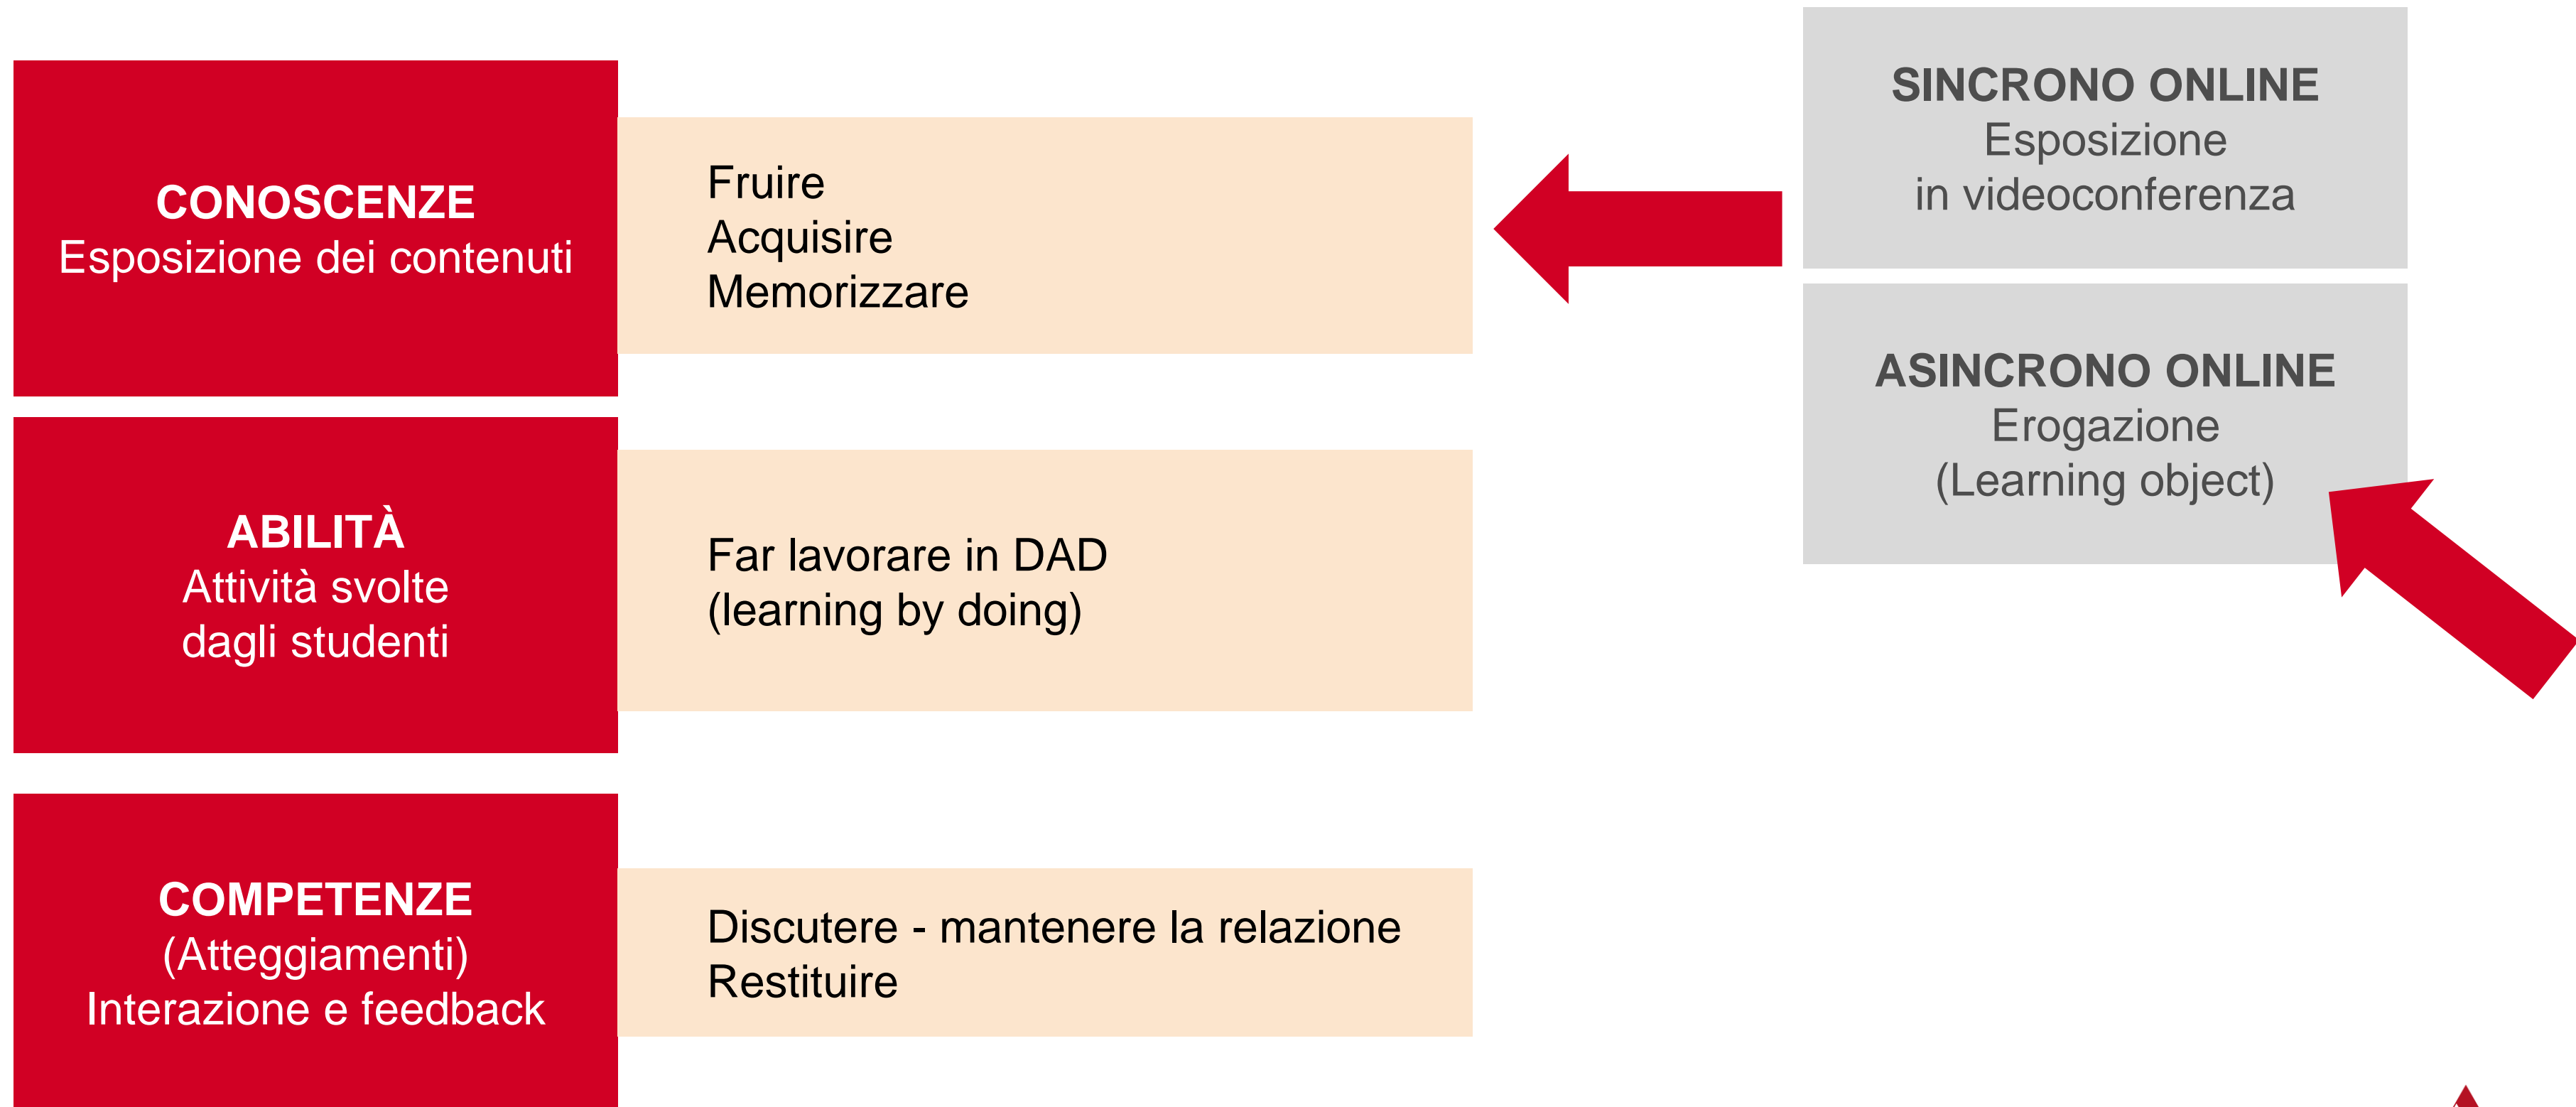 CONOSCENZE
Esposizione dei contenuti
Fruire
Acquisire
Memorizzare
SINCRONO ONLINE
Esposizione
in videoconferenza
ASINCRONO ONLINE
Erogazione
(Learning object)
ABILITÀ
Attività svolte
dagli studenti
Far lavorare in DAD
(learning by doing)
COMPETENZE
(Atteggiamenti)
Interazione e feedback
Discutere - mantenere la relazione
Restituire